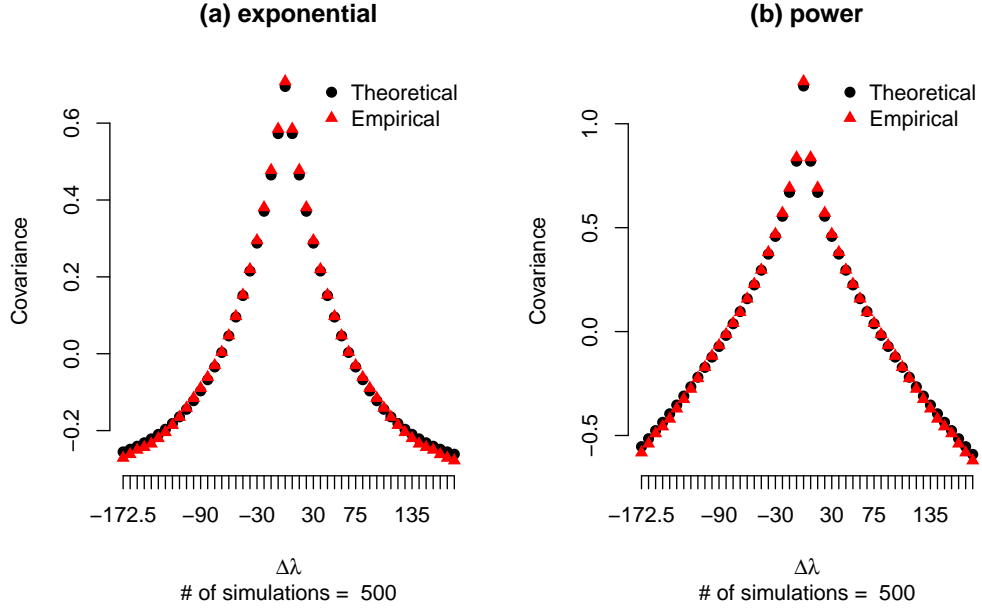 (a) exponential
Theoretical
Empirical
Covariance
0.6
0.4
0.2
0.0
−0.2
−172.5 −90 −30 30 75 135
Δλ
# of simulations = 500
(b) power
Theoretical
Empirical
Covariance
1.0
0.5
0.0
−0.5
−172.5 −90 −30 30 75 135
Δλ
# of simulations = 500